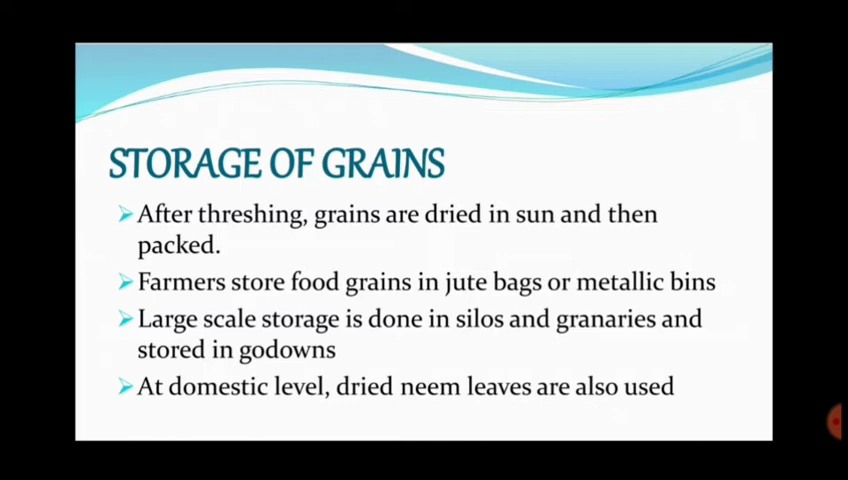 STORAGE OF GRAINS
After threshing, grains are dried in sun and then
packed.
Farmers store food grains in jute bags or metallic bins
Large scale storage is done in silos and granaries and
stored in godowns
At domestic level, dried neem leaves are also used